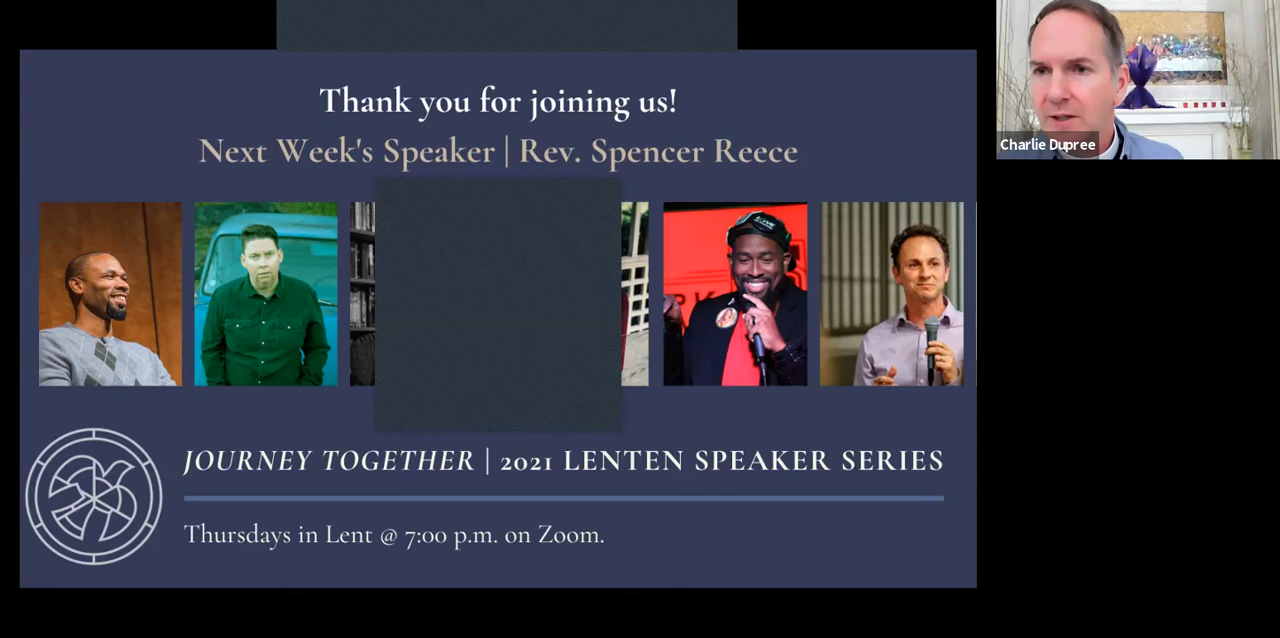 Thank you for joining us!
Next Week's Speaker | Rev. Spencer Reece
Charlie Dupree
JOURNEY TOGETHER | 2021 LENTEN SPEAKER SERIES
Thursdays in Lent @ 7:00 p.m. on Zoom.